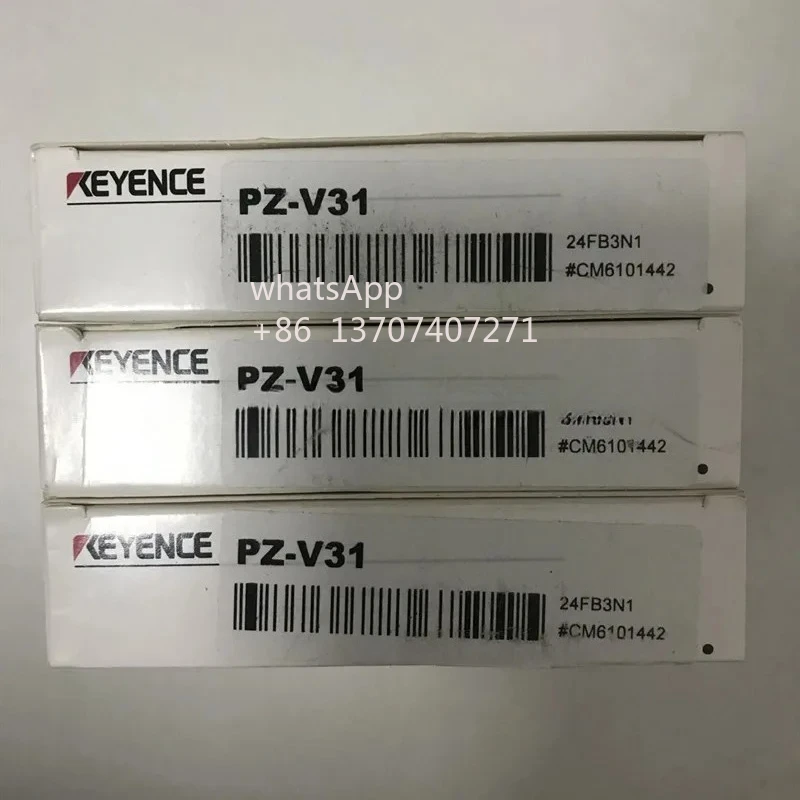 KEYENCE
PZ-V31
24FB3N1
#CM6101442
whatsApp
+86 13707407271
KEYENCE
PZ-V31
#CM6101442
KEYENCE
PZ-V31
24FB3N1
#CM6101442